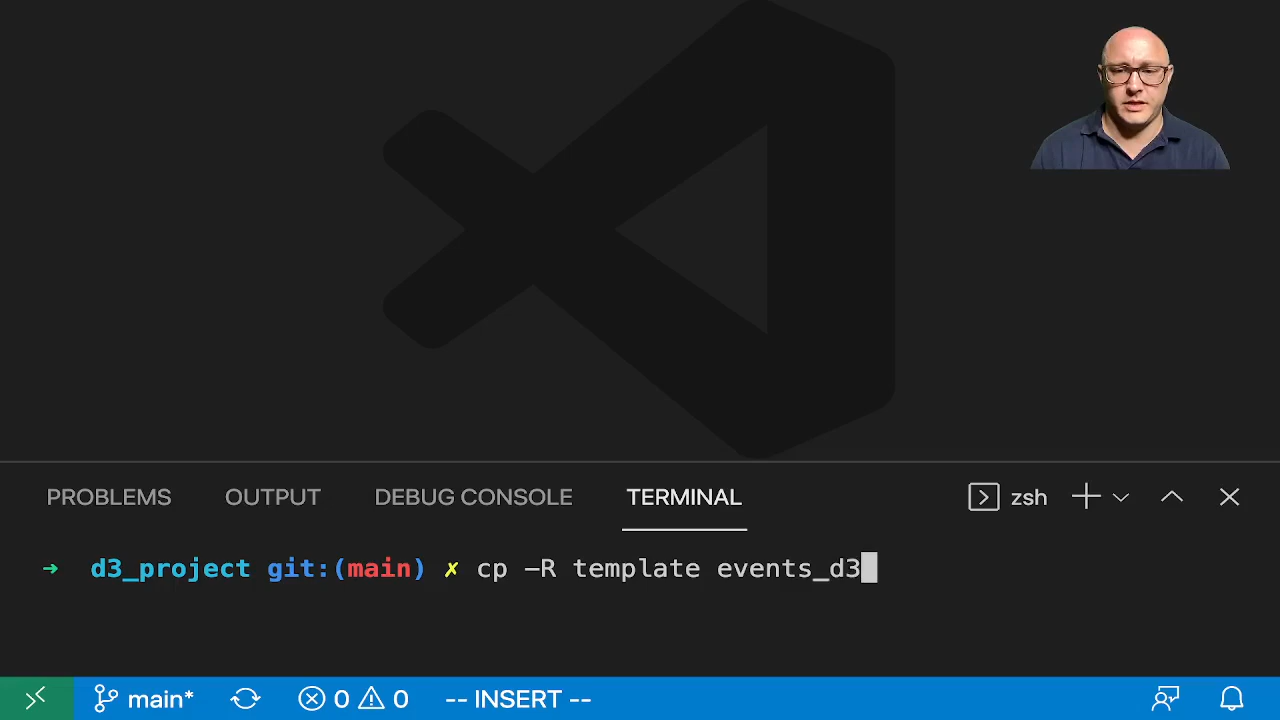 PROBLEMS OUTPUT DEBUG CONSOLE TERMINAL zsh
→ d3_project git:(main) ✗ cp -R template events_d3
main* 0 0 -- INSERT --